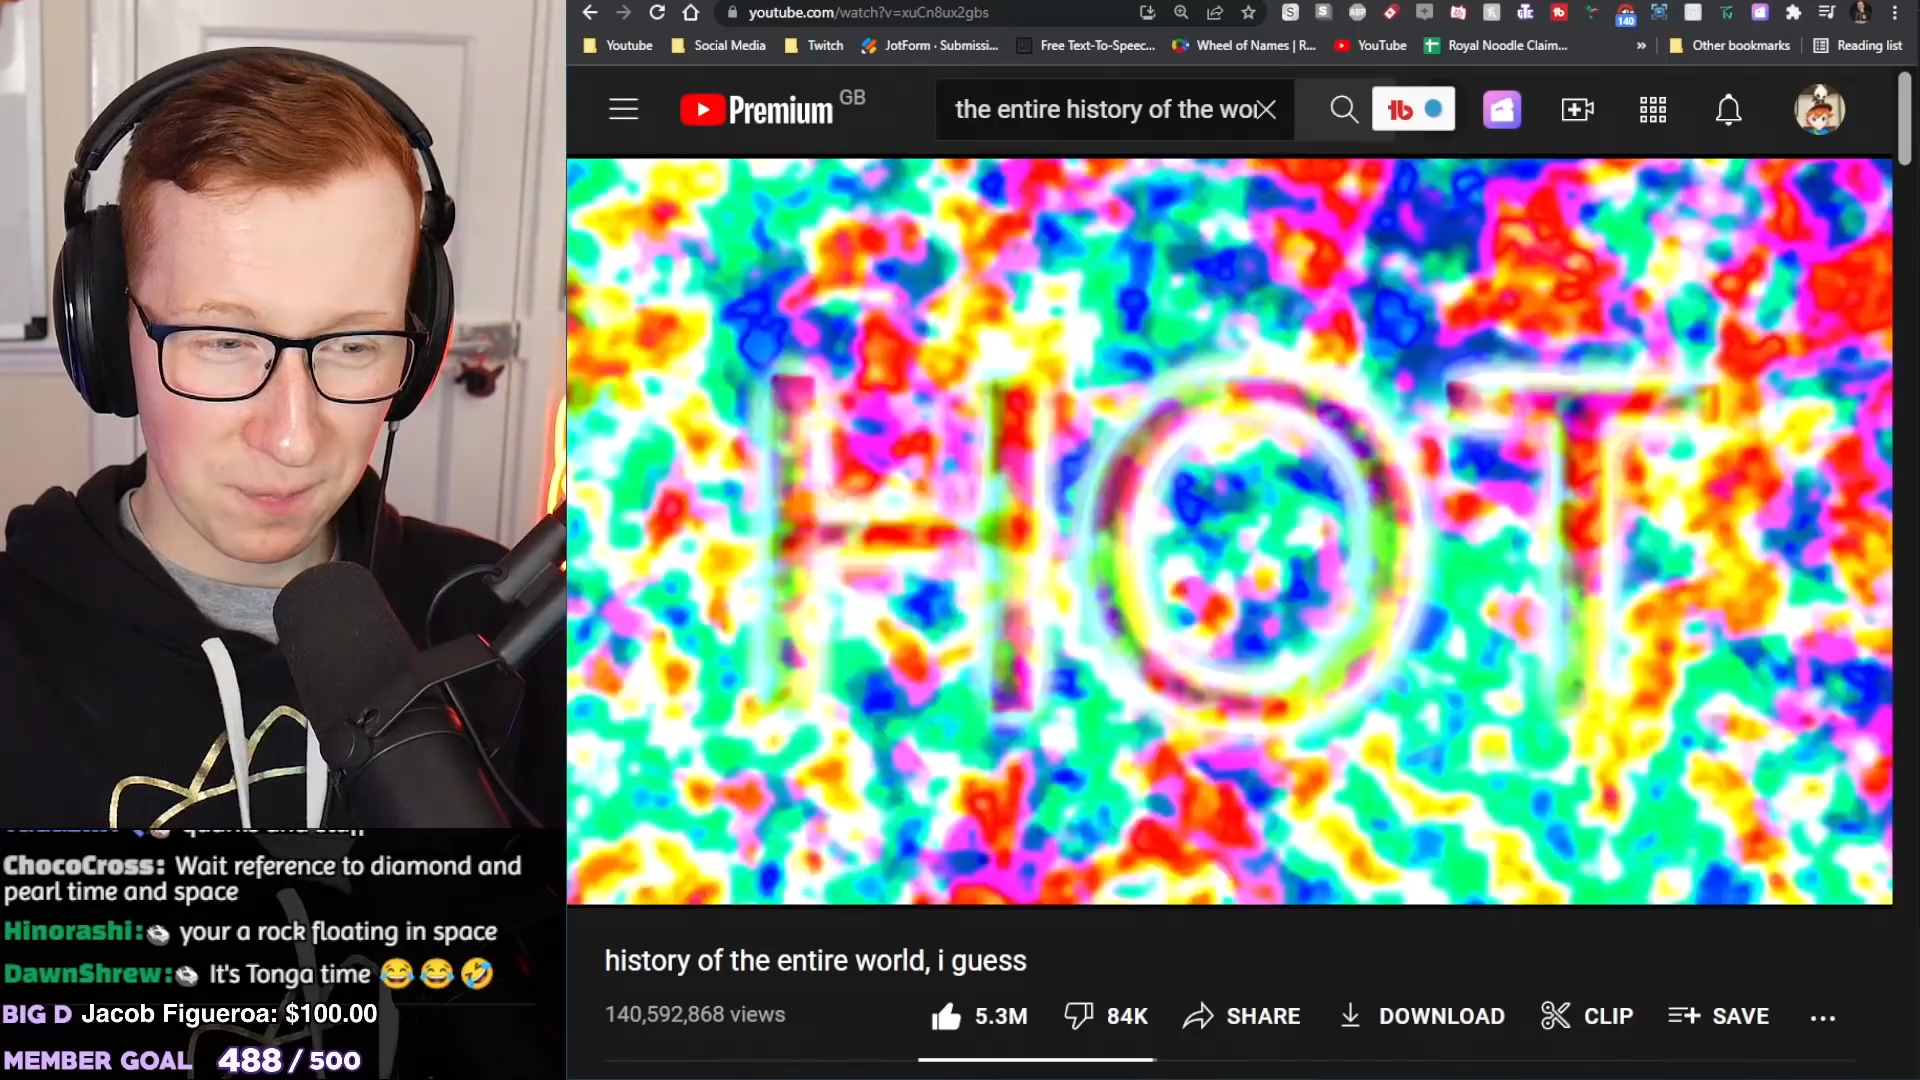 youtube.com/watch?v=xuCn8ux2gbs
140
Youtube Social Media Twitch JotForm · Submissi... Free Text-To-Speec... Wheel of Names | R... YouTube Royal Noodle Claim... » Other bookmarks Reading list
Premium GB
the entire history of the wor
HOT
history of the entire world, i guess
140,592,868 views
5.3M 84K SHARE DOWNLOAD CLIP SAVE ...
ChocoCross: Wait reference to diamond and
pearl time and space
Hinorashi: your a rock floating in space
DawnShrew: It's Tonga time 😂😂🤣
BIG D Jacob Figueroa: $100.00
MEMBER GOAL 488 / 500